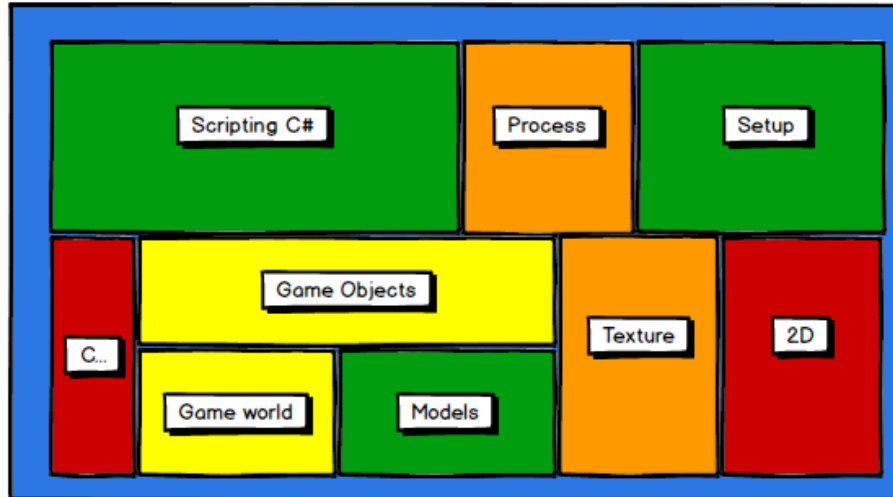 Scripting C#
Process
Setup
Game Objects
C...
Texture
2D
Game world
Models